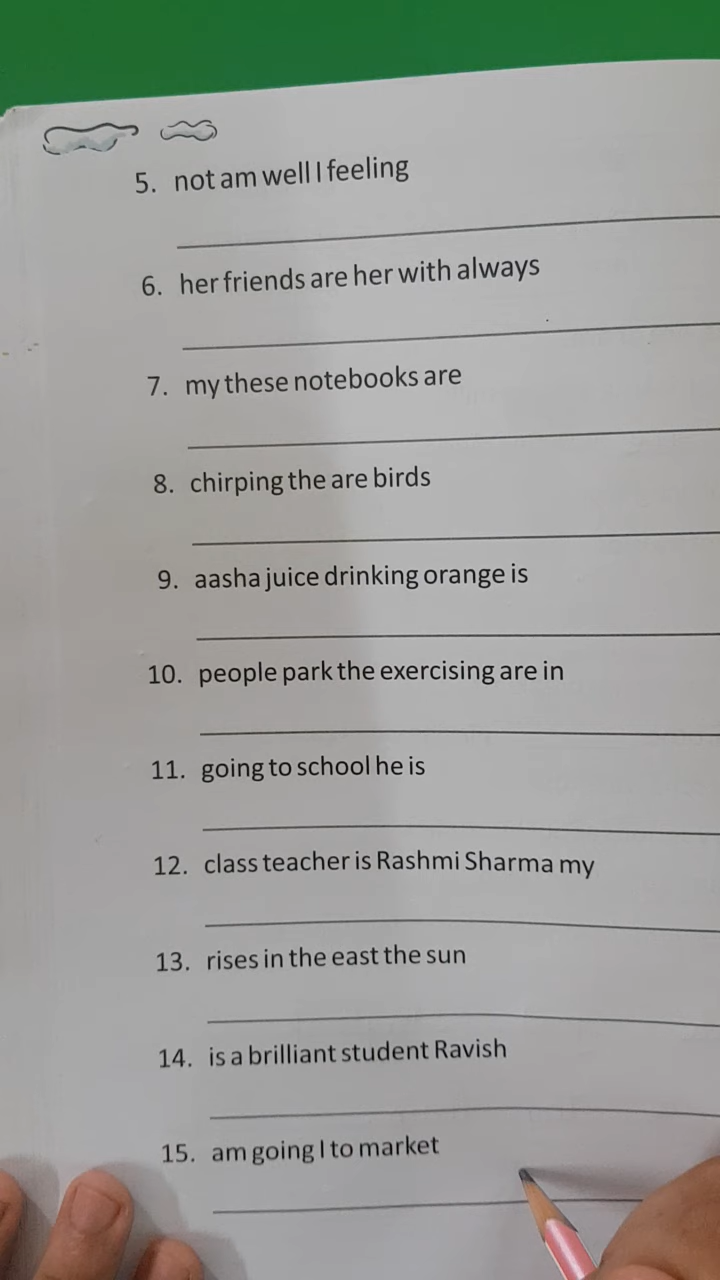 5. not am well I feeling
6. her friends are her with always
7. my these notebooks are
8. chirping the are birds
9. aasha juice drinking orange is
10. people park the exercising are in
11. going to school he is
12. class teacher is Rashmi Sharma my
13. rises in the east the sun
14. is a brilliant student Ravish
15. am going I to market